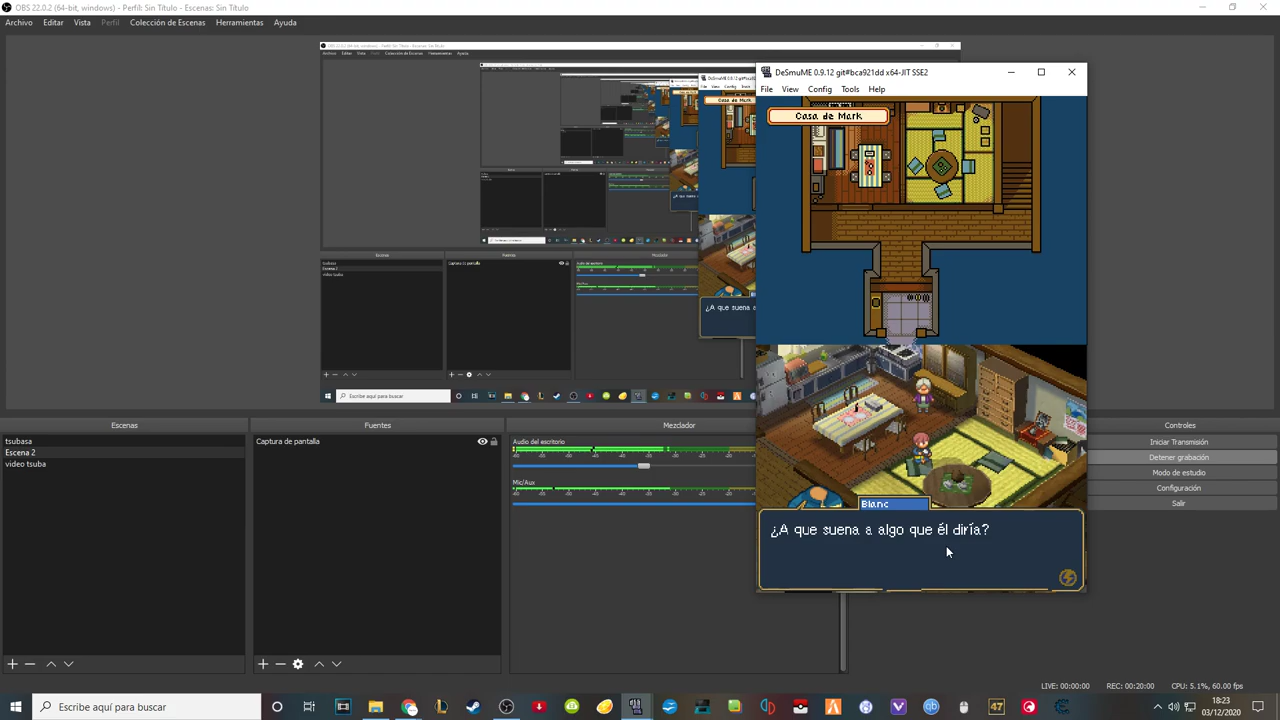 OBS 22.0.2 (64-bit, windows) - Perfil: Sin Título - Escenas: Sin Título
Archivo Editar Vista Perfil Colección de Escenas Herramientas Ayuda
DeSmuME 0.9.12 git#bca921dd x64-JIT SSE2
File View Config Tools Help
Casa de Mark
Blanc
¿A que suena a algo que él diría?
Escenas
tsubasa
Escena 2
video tsuba
Fuentes
Captura de pantalla
Mezclador
Audio del escritorio
Mic/Aux
Controles
Iniciar Transmisión
Detener grabación
Modo de estudio
Configuración
Salir
LIVE: 00:00:00 REC: 00:20:00 CPU: 5.1%, 60.00 fps
Escribe aquí para buscar
47
18:23
03/12/2020